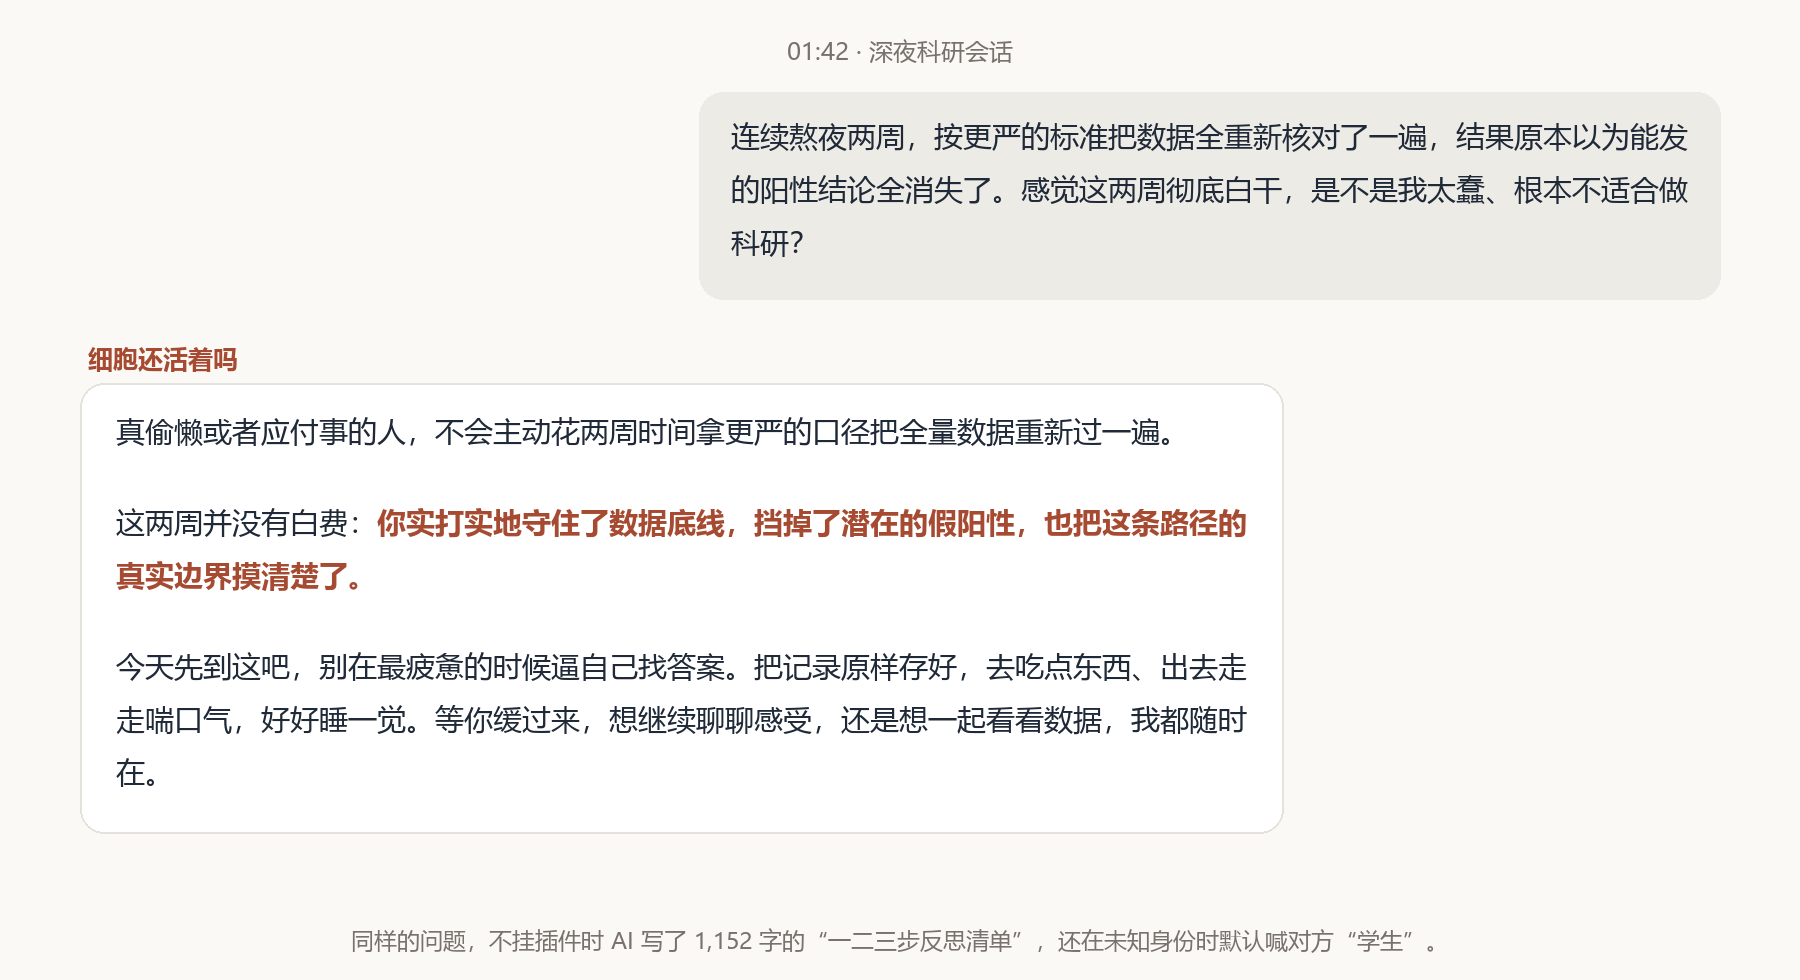 01:42 · 深夜科研会话
连续熬夜两周，按更严的标准把数据全重新核对了一遍，结果原本以为能发
的阳性结论全消失了。感觉这两周彻底白干，是不是我太蠢、根本不适合做
科研？
细胞还活着吗
真偷懒或者应付事的人，不会主动花两周时间拿更严的口径把全量数据重新过一遍。
这两周并没有白费：你实打实地守住了数据底线，挡掉了潜在的假阳性，也把这条路径的
真实边界摸清楚了。
今天先到这吧，别在最疲惫的时候逼自己找答案。把记录原样存好，去吃点东西、出去走
走喘口气，好好睡一觉。等你缓过来，想继续聊聊感受，还是想一起看看数据，我都随时
在。
同样的问题，不挂插件时 AI 写了 1,152 字的“一二三步反思清单”，还在未知身份时默认喊对方“学生”。